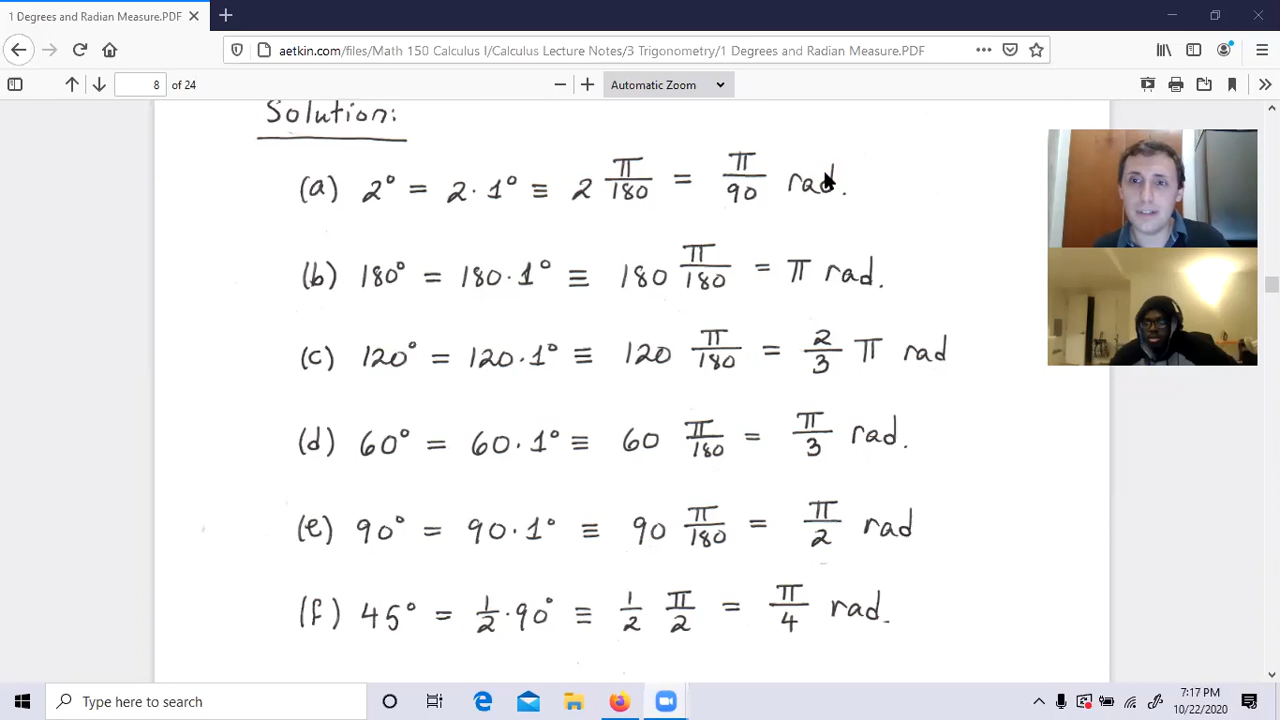 1 Degrees and Radian Measure.PDF
aetkin.com/files/Math 150 Calculus I/Calculus Lecture Notes/3 Trigonometry/1 Degrees and Radian Measure.PDF
8 of 24
Automatic Zoom
Solution:
(a) 2° = 2·1° ≡ 2 π/180 = π/90 rad.
(b) 180° = 180·1° ≡ 180 π/180 = π rad.
(c) 120° = 120·1° ≡ 120 π/180 = 2/3 π rad
(d) 60° = 60·1° ≡ 60 π/180 = π/3 rad.
(e) 90° = 90·1° ≡ 90 π/180 = π/2 rad
(f) 45° = 1/2·90° ≡ 1/2 π/2 = π/4 rad.
Type here to search
7:17 PM
10/22/2020